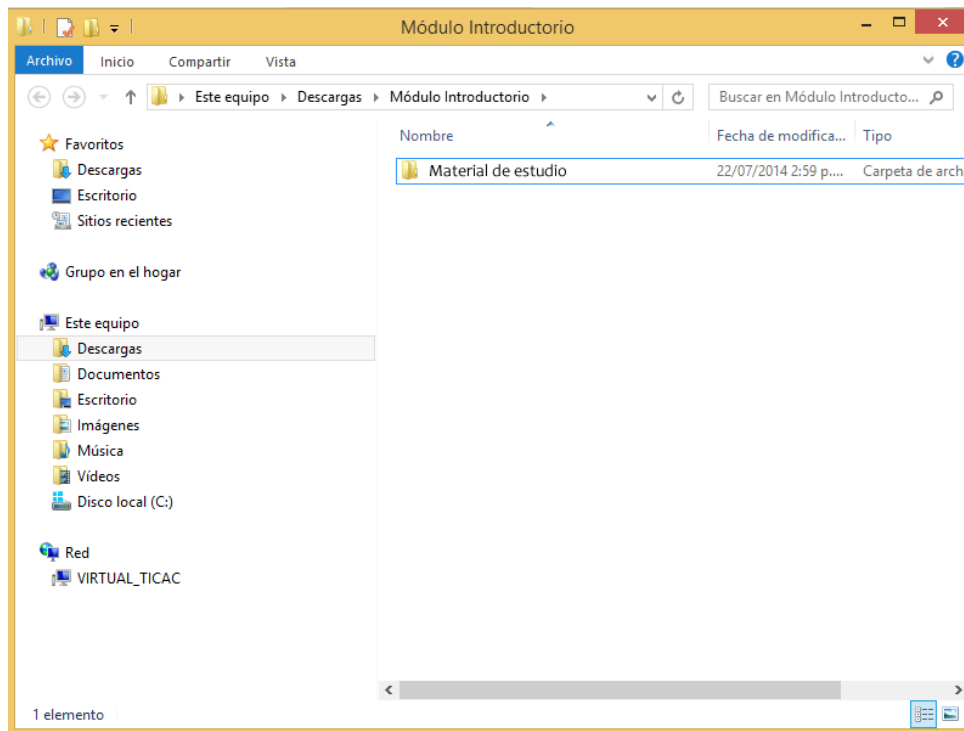 Módulo Introductorio
Archivo Inicio Compartir Vista
Este equipo Descargas Módulo Introductorio Buscar en Módulo Introducto...
Nombre Fecha de modifica... Tipo
Material de estudio 22/07/2014 2:59 p.... Carpeta de arch
Favoritos
Descargas
Escritorio
Sitios recientes
Grupo en el hogar
Este equipo
Descargas
Documentos
Escritorio
Imágenes
Música
Vídeos
Disco local (C:)
Red
VIRTUAL_TICAC
1 elemento